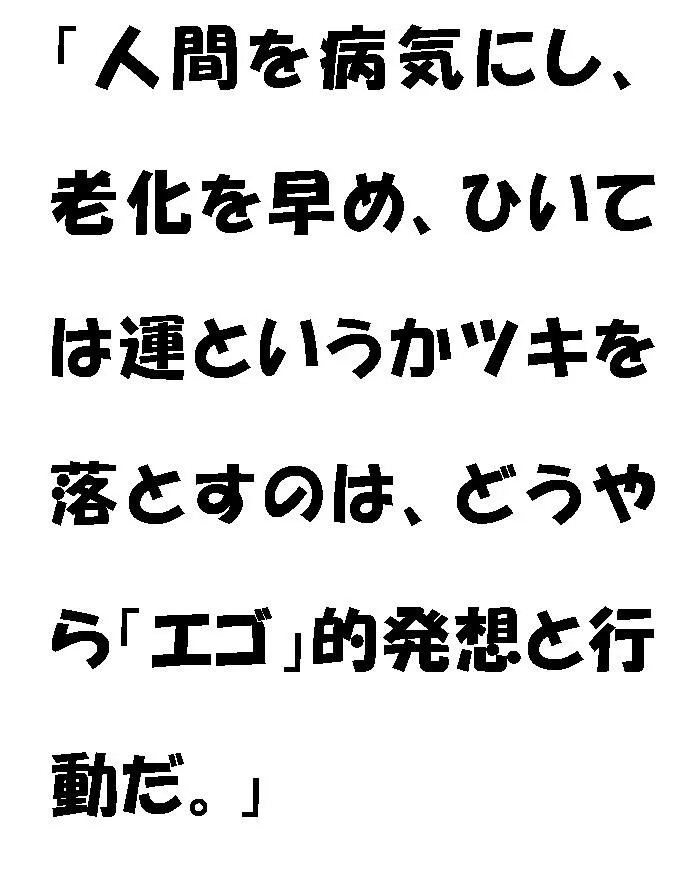 「人間を病気にし、
老化を早め、ひいて
は運というかツキを
落とすのは、どうや
ら「エゴ」的発想と行
動だ。」